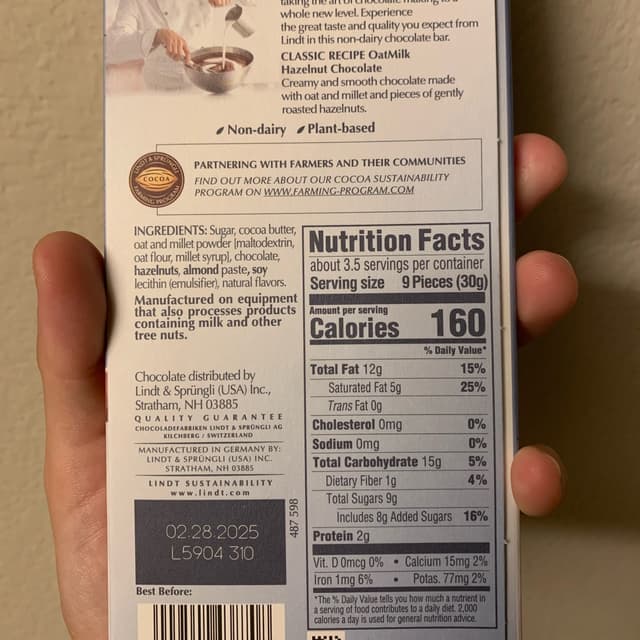 taking the art of chocolate making to a
whole new level. Experience
the great taste and quality you expect from
Lindt in this non-dairy chocolate bar.
CLASSIC RECIPE OatMilk
Hazelnut Chocolate
Creamy and smooth chocolate made
with oat and millet and pieces of gently
roasted hazelnuts.
Non-dairy Plant-based
LINDT & SPRÜNGLI
COCOA
FARMING PROGRAM
PARTNERING WITH FARMERS AND THEIR COMMUNITIES
FIND OUT MORE ABOUT OUR COCOA SUSTAINABILITY
PROGRAM ON WWW.FARMING-PROGRAM.COM
INGREDIENTS: Sugar, cocoa butter,
oat and millet powder [maltodextrin,
oat flour, millet syrup], chocolate,
hazelnuts, almond paste, soy
lecithin (emulsifier), natural flavors.
Manufactured on equipment
that also processes products
containing milk and other
tree nuts.
Chocolate distributed by
Lindt & Sprüngli (USA) Inc.,
Stratham, NH 03885
QUALITY GUARANTEE
CHOCOLADEFABRIKEN LINDT & SPRÜNGLI AG
KILCHBERG / SWITZERLAND
MANUFACTURED IN GERMANY BY:
LINDT & SPRÜNGLI (USA) INC.
STRATHAM, NH 03885
LINDT SUSTAINABILITY
www.lindt.com
02.28.2025
L5904 310
487 598
Best Before:
Nutrition Facts
about 3.5 servings per container
Serving size 9 Pieces (30g)
Amount per serving
Calories 160
% Daily Value*
Total Fat 12g 15%
Saturated Fat 5g 25%
Trans Fat 0g
Cholesterol 0mg 0%
Sodium 0mg 0%
Total Carbohydrate 15g 5%
Dietary Fiber 1g 4%
Total Sugars 9g
Includes 8g Added Sugars 16%
Protein 2g
Vit. D 0mcg 0% • Calcium 15mg 2%
Iron 1mg 6% • Potas. 77mg 2%
*The % Daily Value tells you how much a nutrient in
a serving of food contributes to a daily diet. 2,000
calories a day is used for general nutrition advice.